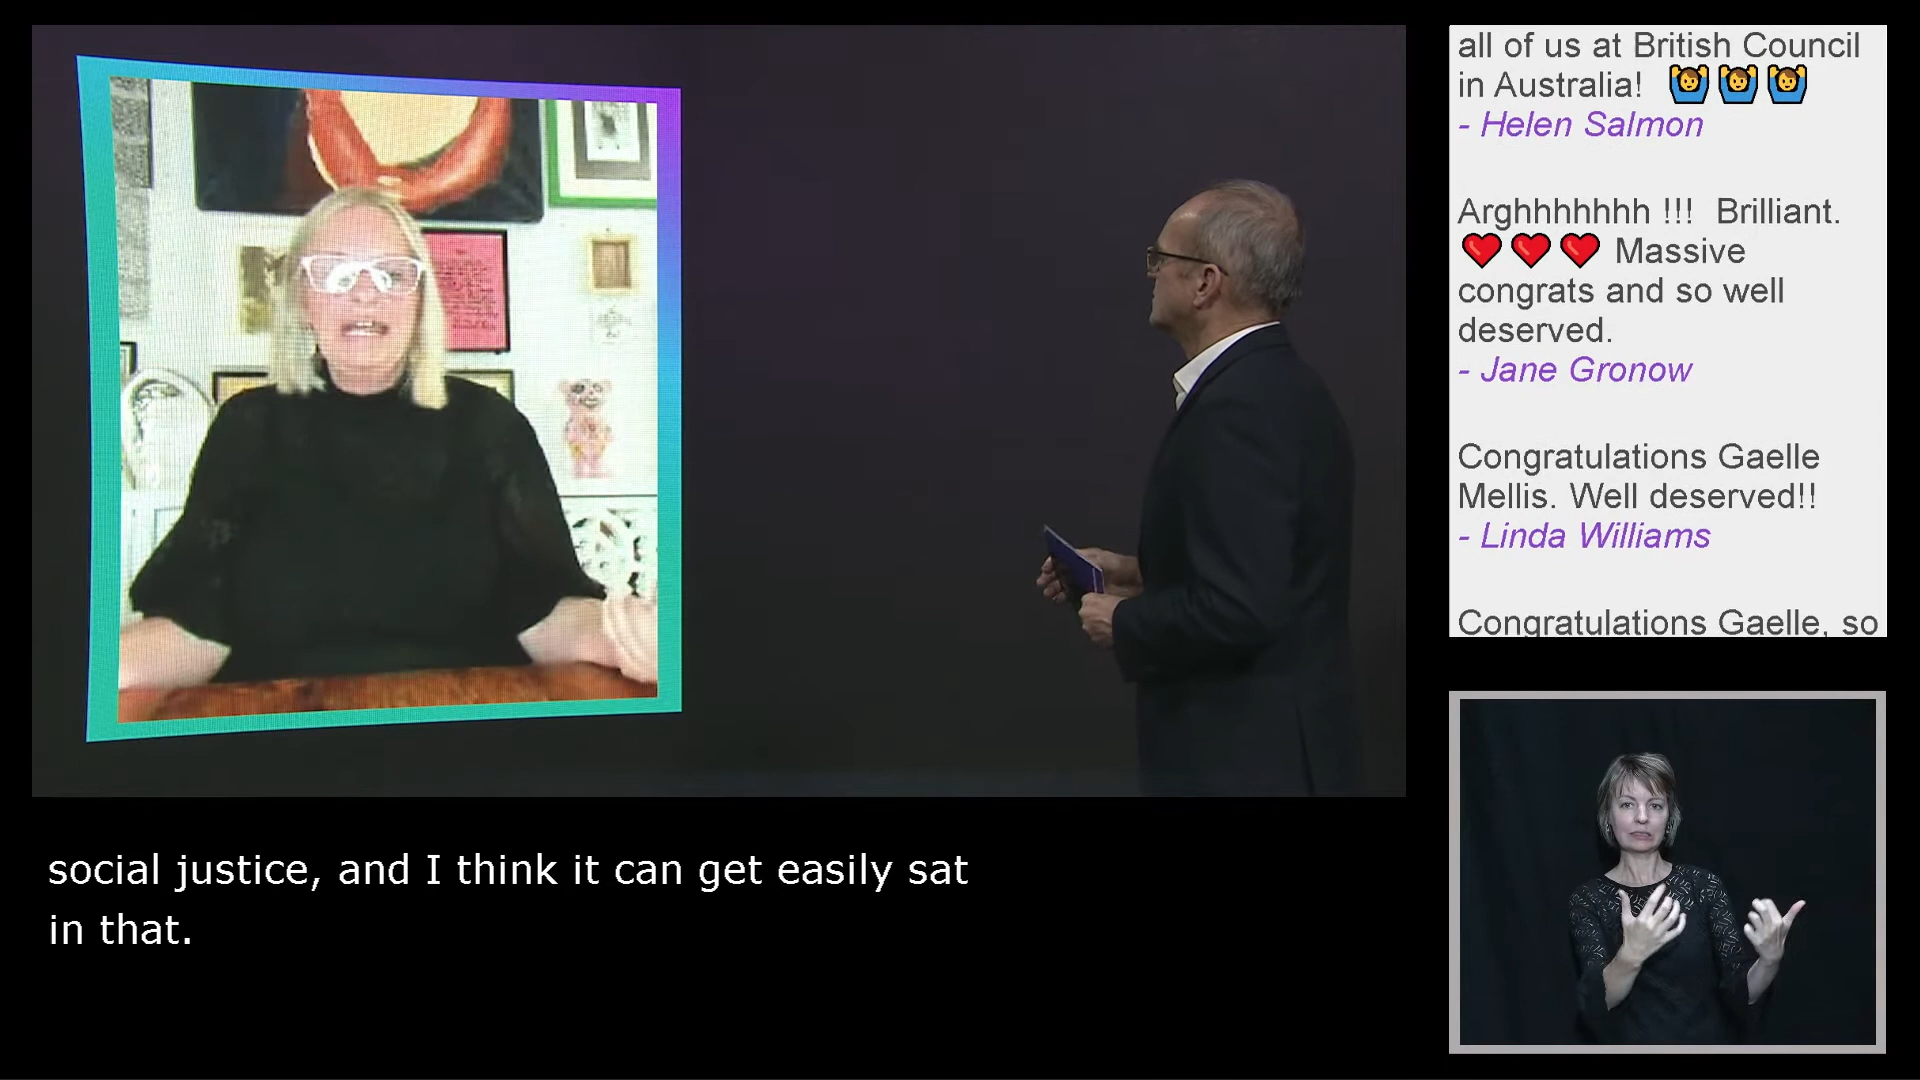 all of us at British Council
in Australia! 🙆‍♂️🙆‍♂️🙆‍♂️
- Helen Salmon
Arghhhhhhh !!! Brilliant.
❤️❤️❤️ Massive
congrats and so well
deserved.
- Jane Gronow
Congratulations Gaelle
Mellis. Well deserved!!
- Linda Williams
Congratulations Gaelle, so
social justice, and I think it can get easily sat
in that.